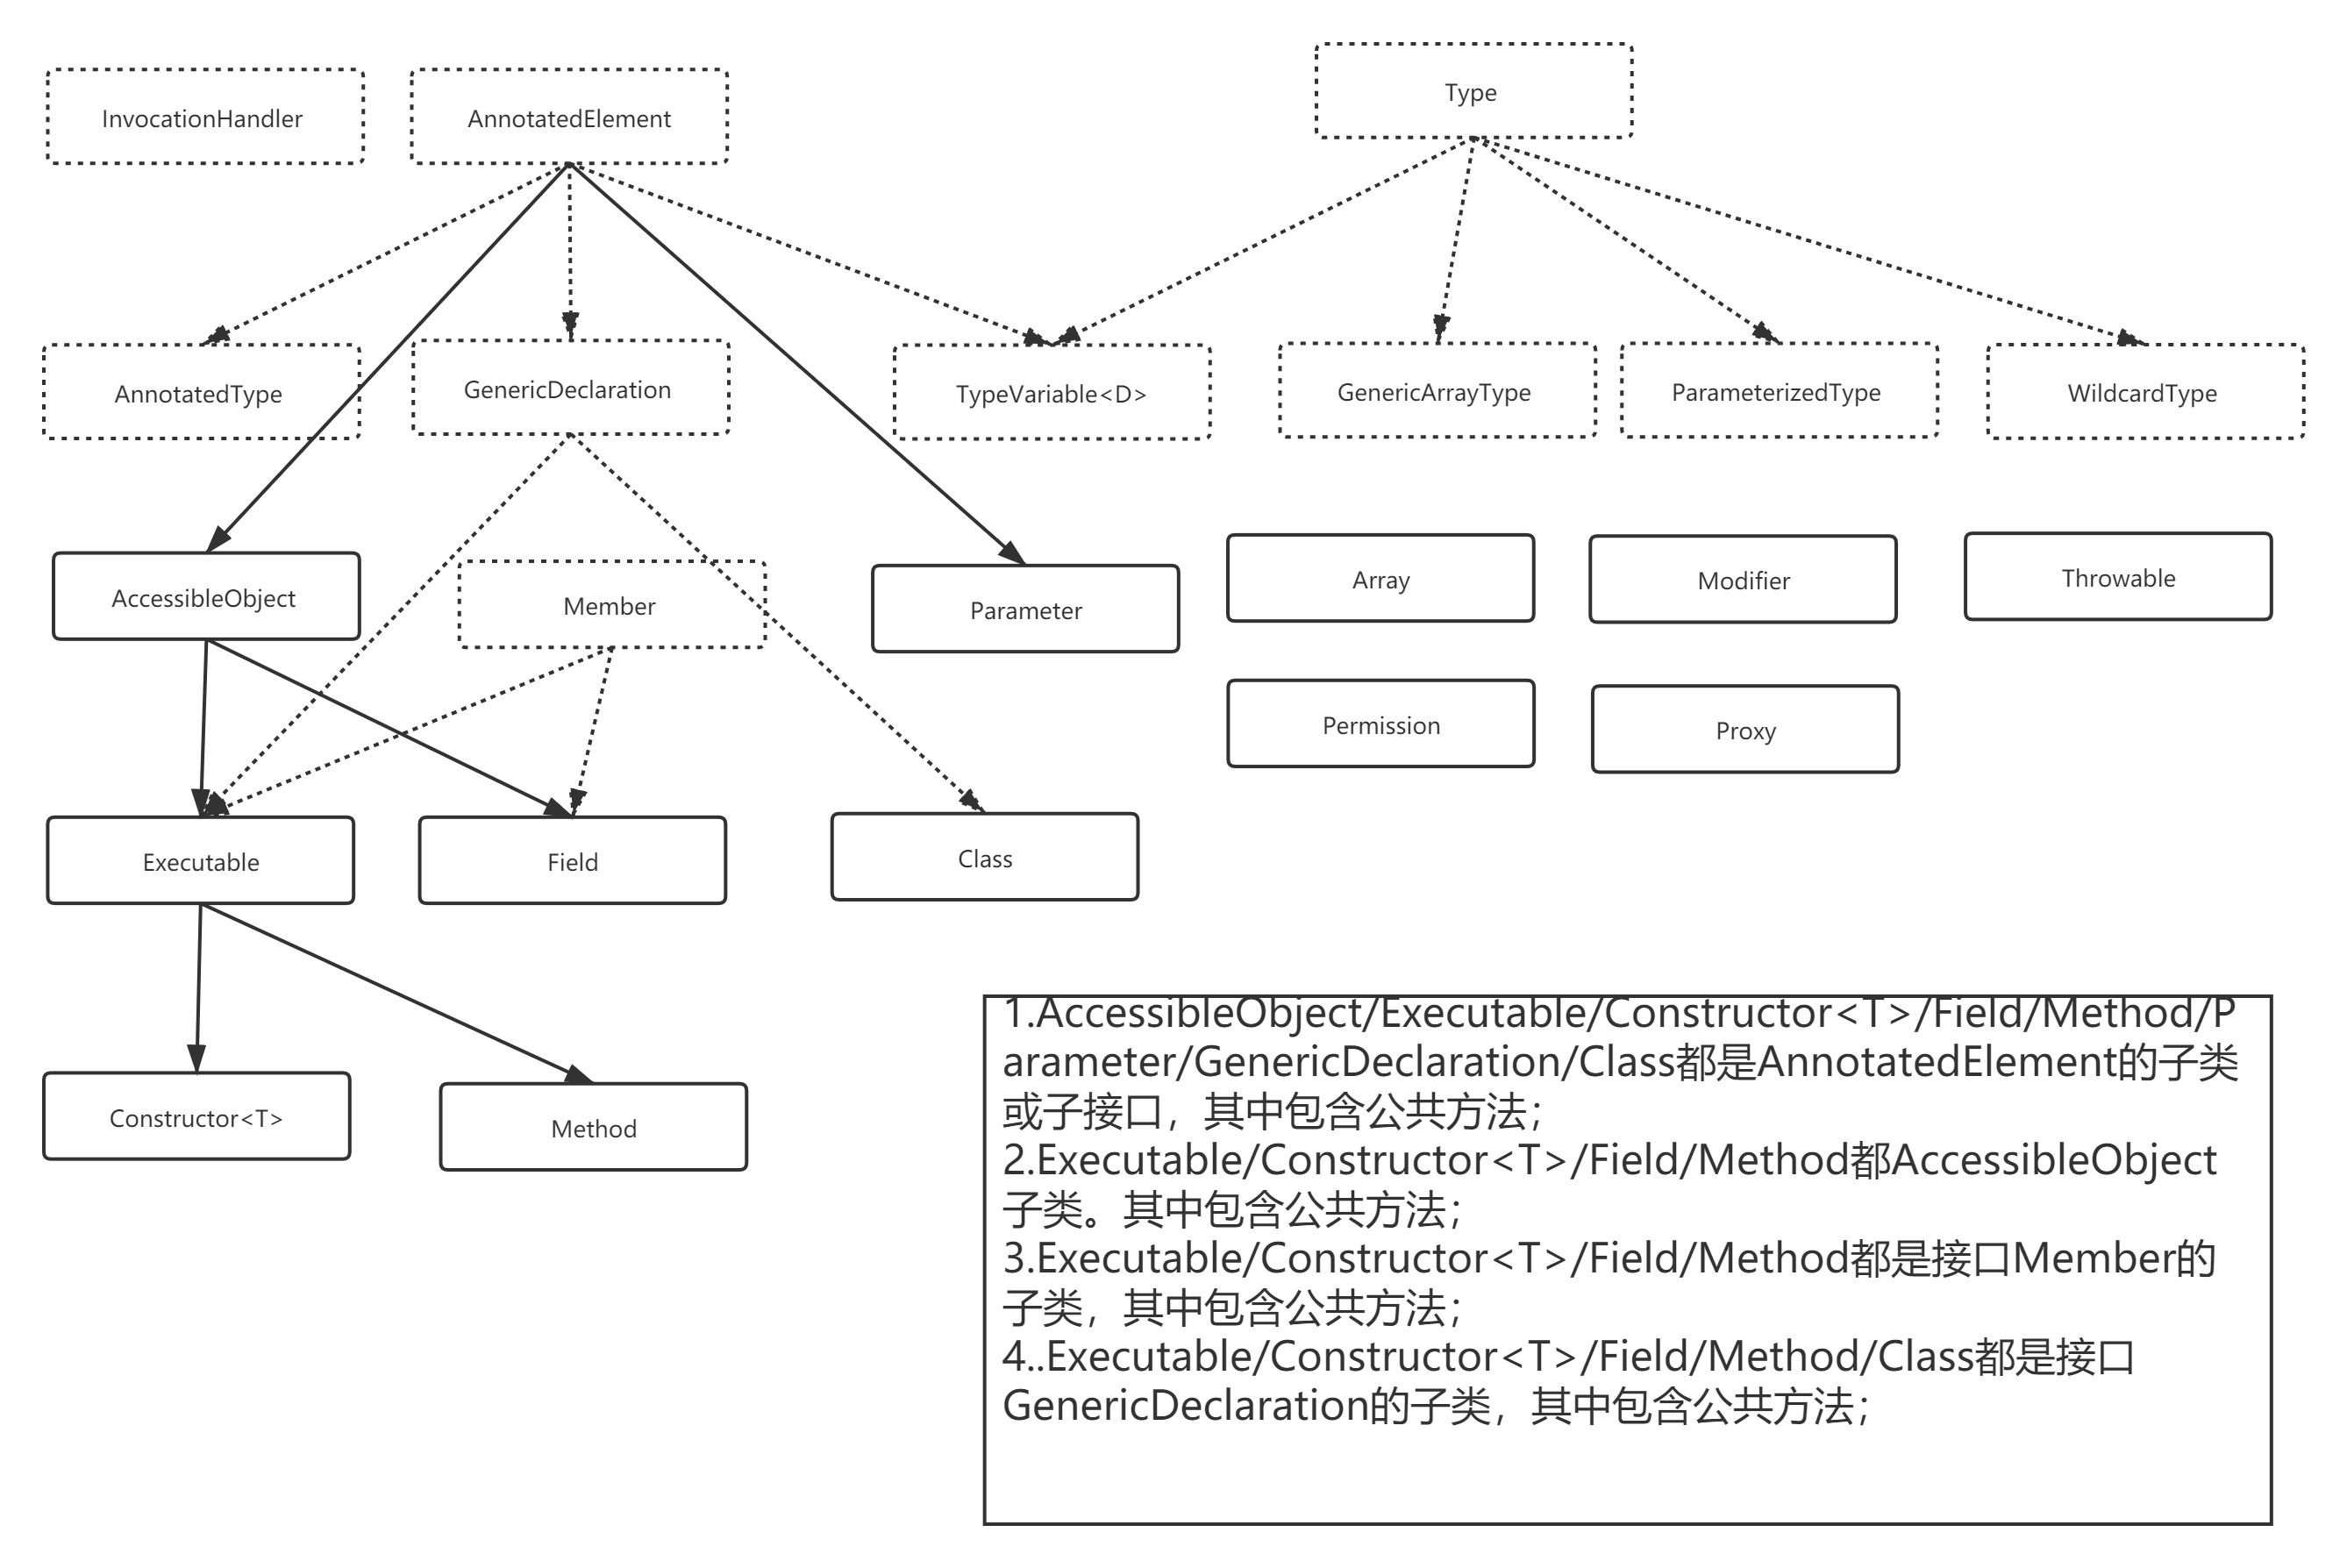 InvocationHandler
AnnotatedElement
Type
AnnotatedType
GenericDeclaration
TypeVariable<D>
GenericArrayType
ParameterizedType
WildcardType
AccessibleObject
Member
Parameter
Array
Modifier
Throwable
Permission
Proxy
Executable
Field
Class
Constructor<T>
Method
1.AccessibleObject/Executable/Constructor<T>/Field/Method/P
arameter/GenericDeclaration/Class都是AnnotatedElement的子类
或子接口，其中包含公共方法；
2.Executable/Constructor<T>/Field/Method都AccessibleObject
子类。其中包含公共方法；
3.Executable/Constructor<T>/Field/Method都是接口Member的
子类，其中包含公共方法；
4..Executable/Constructor<T>/Field/Method/Class都是接口
GenericDeclaration的子类，其中包含公共方法；